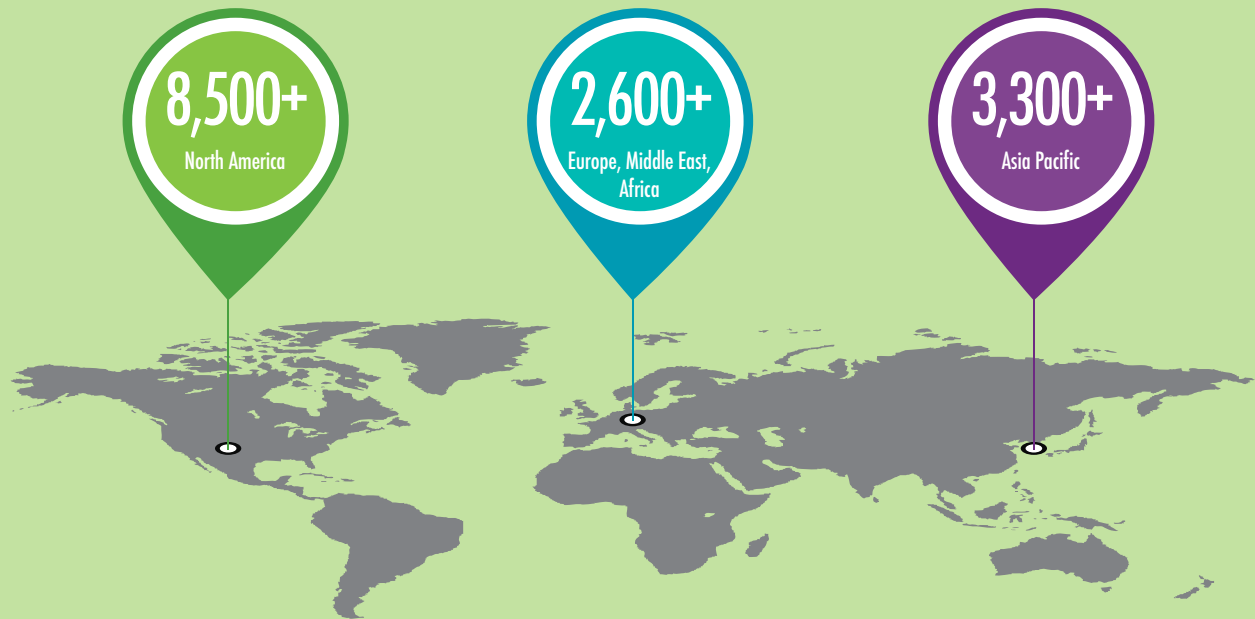 8,500+
North America
2,600+
Europe, Middle East,
Africa
3,300+
Asia Pacific